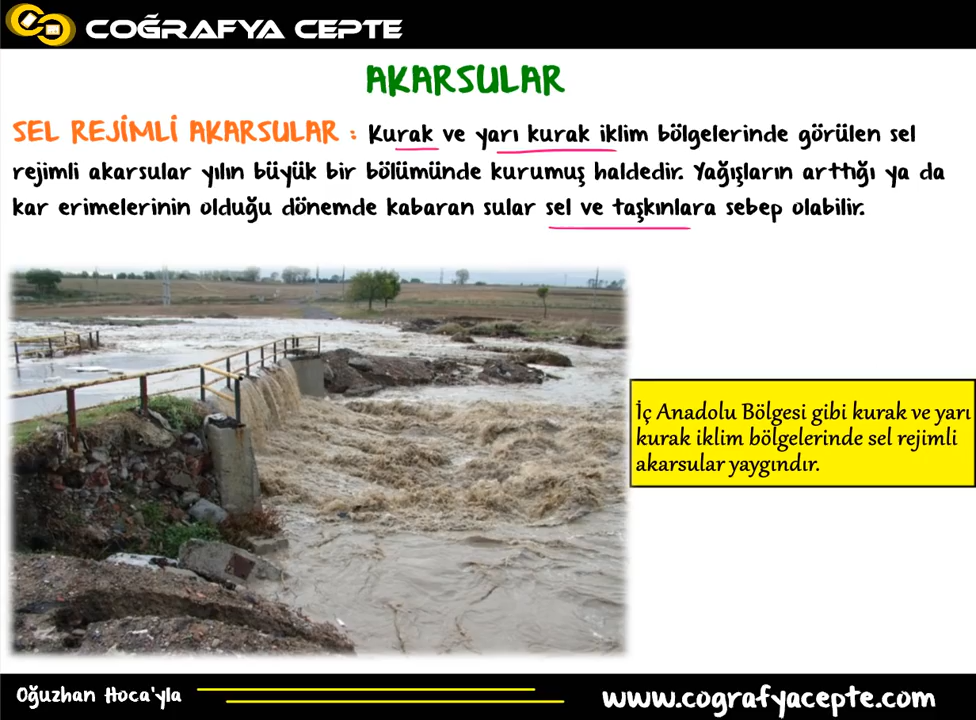 COĞRAFYA CEPTE
AKARSULAR
SEL REJİMLİ AKARSULAR : Kurak ve yarı kurak iklim bölgelerinde görülen sel
rejimli akarsular yılın büyük bir bölümünde kurumuş haldedir. Yağışların arttığı ya da
kar erimelerinin olduğu dönemde kabaran sular sel ve taşkınlara sebep olabilir.
İç Anadolu Bölgesi gibi kurak ve yarı
kurak iklim bölgelerinde sel rejimli
akarsular yaygındır.
Oğuzhan Hoca'yla
www.cografyacepte.com